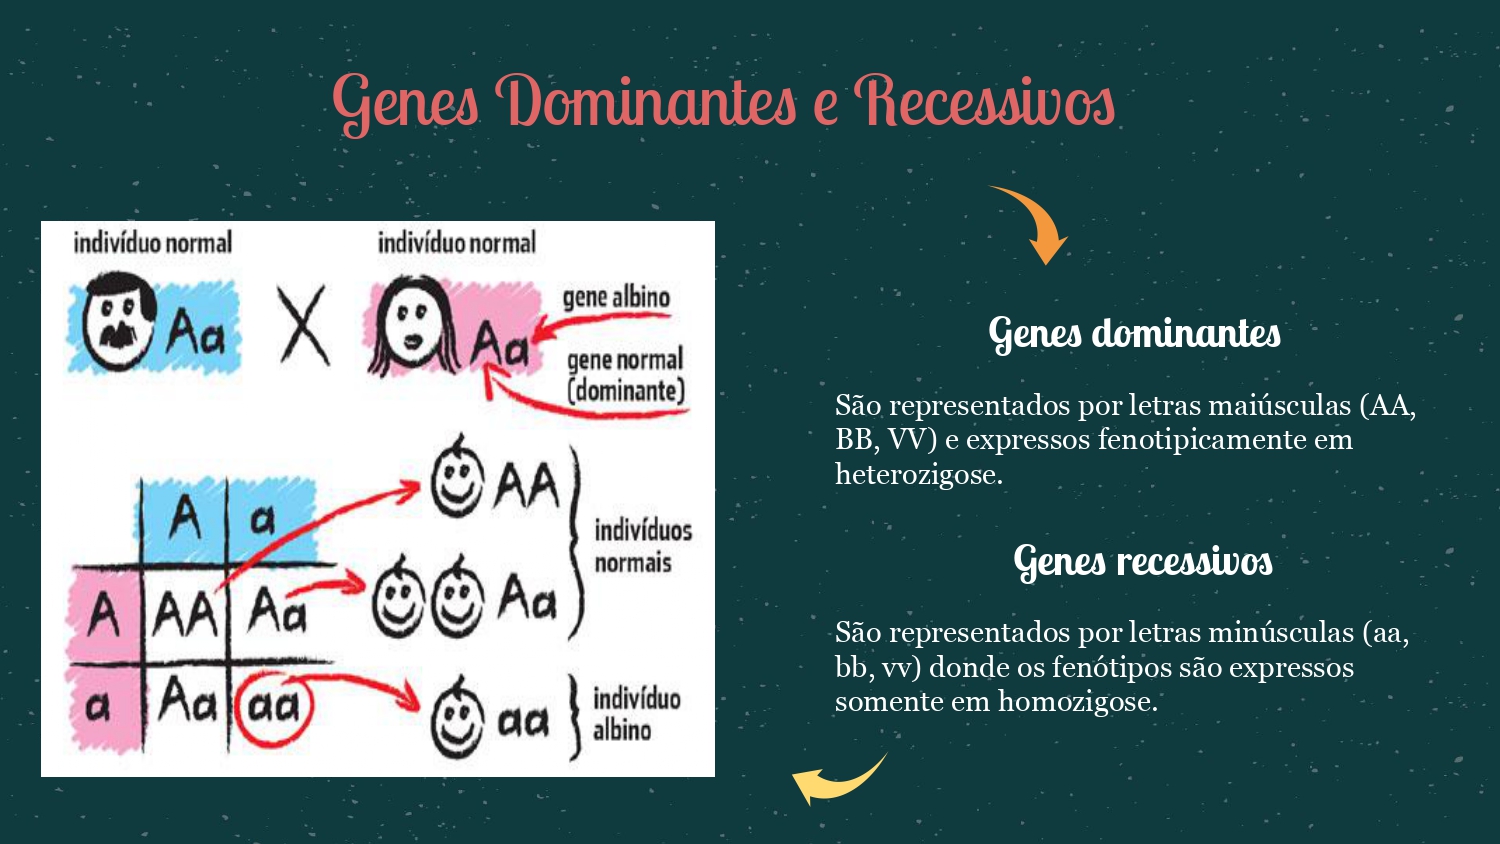 Genes Dominantes e Recessivos
indivíduo normal
indivíduo normal
Aa
X
Aa
gene albino
gene normal
(dominante)
A
a
A
AA
Aa
a
Aa
aa
AA
Aa
indivíduos
normais
aa
indivíduo
albino
Genes dominantes
São representados por letras maiúsculas (AA,
BB, VV) e expressos fenotipicamente em
heterozigose.
Genes recessivos
São representados por letras minúsculas (aa,
bb, vv) donde os fenótipos são expressos
somente em homozigose.